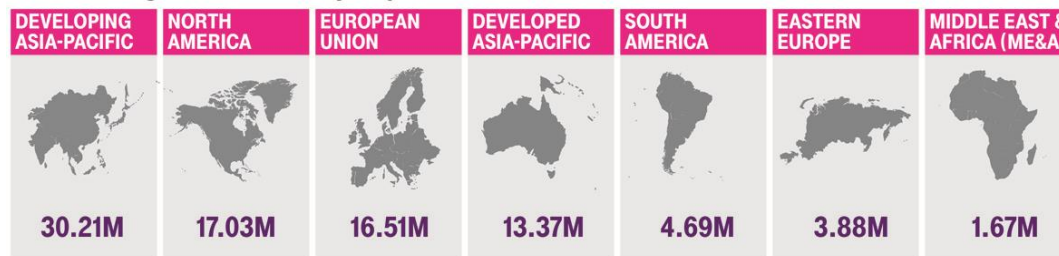 DEVELOPING
ASIA-PACIFIC
NORTH
AMERICA
EUROPEAN
UNION
DEVELOPED
ASIA-PACIFIC
SOUTH
AMERICA
EASTERN
EUROPE
MIDDLE EAST &
AFRICA (ME&A
30.21M
17.03M
16.51M
13.37M
4.69M
3.88M
1.67M